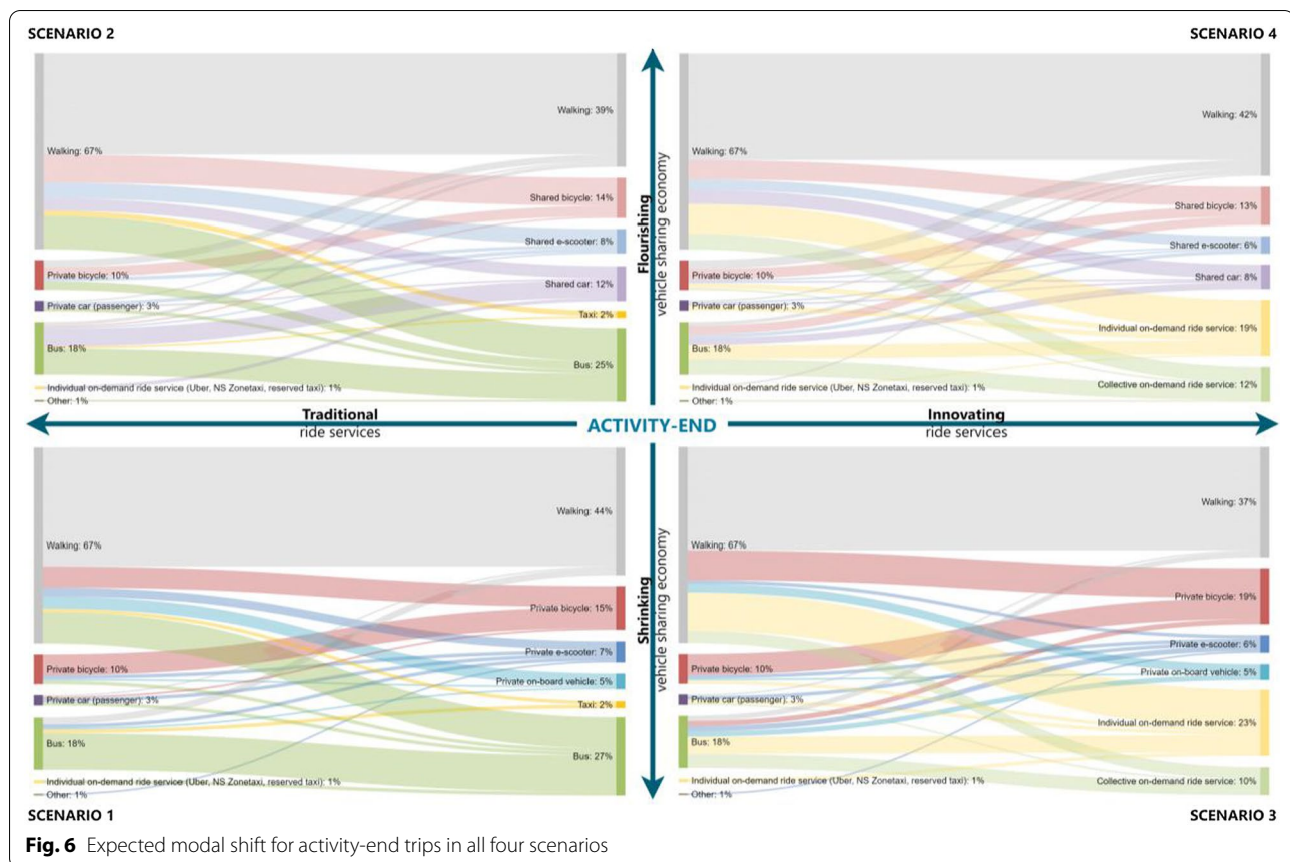 SCENARIO 2
SCENARIO 4
Walking: 67%
Private bicycle: 10%
Private car (passenger): 3%
Bus: 18%
Individual on-demand ride service (Uber, NS Zonetaxi, reserved taxi): 1%
Other: 1%
Walking: 39%
Shared bicycle: 14%
Shared e-scooter: 8%
Shared car: 12%
Taxi: 2%
Bus: 25%
Flourishing
vehicle sharing economy
Walking: 67%
Private bicycle: 10%
Private car (passenger): 3%
Bus: 18%
Individual on-demand ride service (Uber, NS Zonetaxi, reserved taxi): 1%
Other: 1%
Walking: 42%
Shared bicycle: 13%
Shared e-scooter: 6%
Shared car: 8%
Individual on-demand ride service: 19%
Collective on-demand ride service: 12%
Traditional
ride services
ACTIVITY-END
Innovating
ride services
Walking: 67%
Private bicycle: 10%
Private car (passenger): 3%
Bus: 18%
Individual on-demand ride service (Uber, NS Zonetaxi, reserved taxi): 1%
Other: 1%
Walking: 44%
Private bicycle: 15%
Private e-scooter: 7%
Private on-board vehicle: 5%
Taxi: 2%
Bus: 27%
Shrinking
vehicle sharing economy
Walking: 67%
Private bicycle: 10%
Private car (passenger): 3%
Bus: 18%
Individual on-demand ride service (Uber, NS Zonetaxi, reserved taxi): 1%
Other: 1%
Walking: 37%
Private bicycle: 19%
Private e-scooter: 6%
Private on-board vehicle: 5%
Individual on-demand ride service: 23%
Collective on-demand ride service: 10%
SCENARIO 1
SCENARIO 3
Fig. 6 Expected modal shift for activity-end trips in all four scenarios